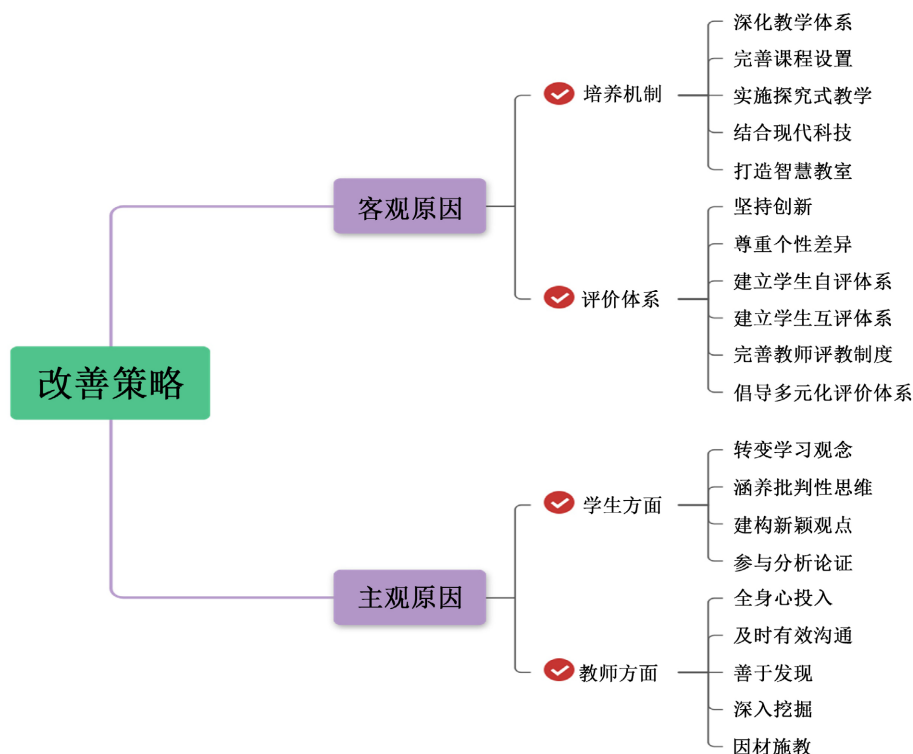 改善策略
客观原因
培养机制
深化教学体系
完善课程设置
实施探究式教学
结合现代科技
打造智慧教室
评价体系
坚持创新
尊重个性差异
建立学生自评体系
建立学生互评体系
完善教师评教制度
倡导多元化评价体系
主观原因
学生方面
转变学习观念
涵养批判性思维
建构新颖观点
参与分析论证
教师方面
全身心投入
及时有效沟通
善于发现
深入挖掘
因材施教